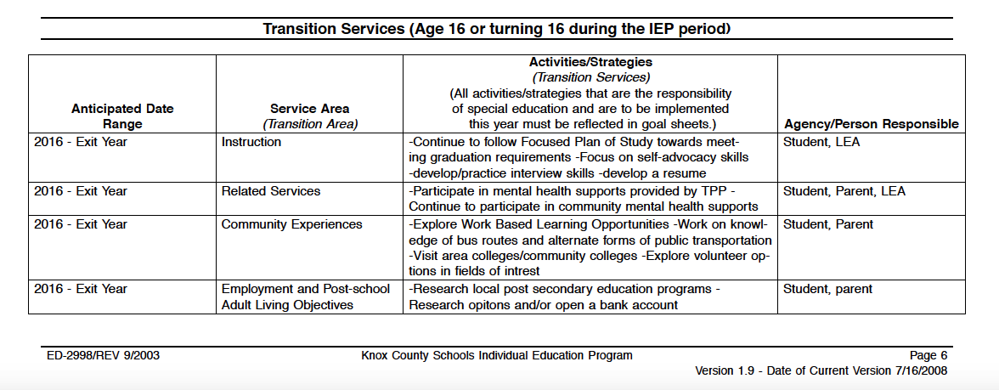 Transition Services (Age 16 or turning 16 during the IEP period)
Anticipated Date
Range
Service Area
(Transition Area)
Activities/Strategies
(Transition Services)
(All activities/strategies that are the responsibility
of special education and are to be implemented
this year must be reflected in goal sheets.)
Agency/Person Responsible
2016 - Exit Year
Instruction
-Continue to follow Focused Plan of Study towards meet-
ing graduation requirements -Focus on self-advocacy skills
-develop/practice interview skills -develop a resume
Student, LEA
2016 - Exit Year
Related Services
-Participate in mental health supports provided by TPP -
Continue to participate in community mental health supports
Student, Parent, LEA
2016 - Exit Year
Community Experiences
-Explore Work Based Learning Opportunities -Work on knowl-
edge of bus routes and alternate forms of public transportation
-Visit area colleges/community colleges -Explore volunteer op-
tions in fields of intrest
Student, Parent
2016 - Exit Year
Employment and Post-school
Adult Living Objectives
-Research local post secondary education programs -
Research opitons and/or open a bank account
Student, parent
ED-2998/REV 9/2003
Knox County Schools Individual Education Program
Page 6
Version 1.9 - Date of Current Version 7/16/2008